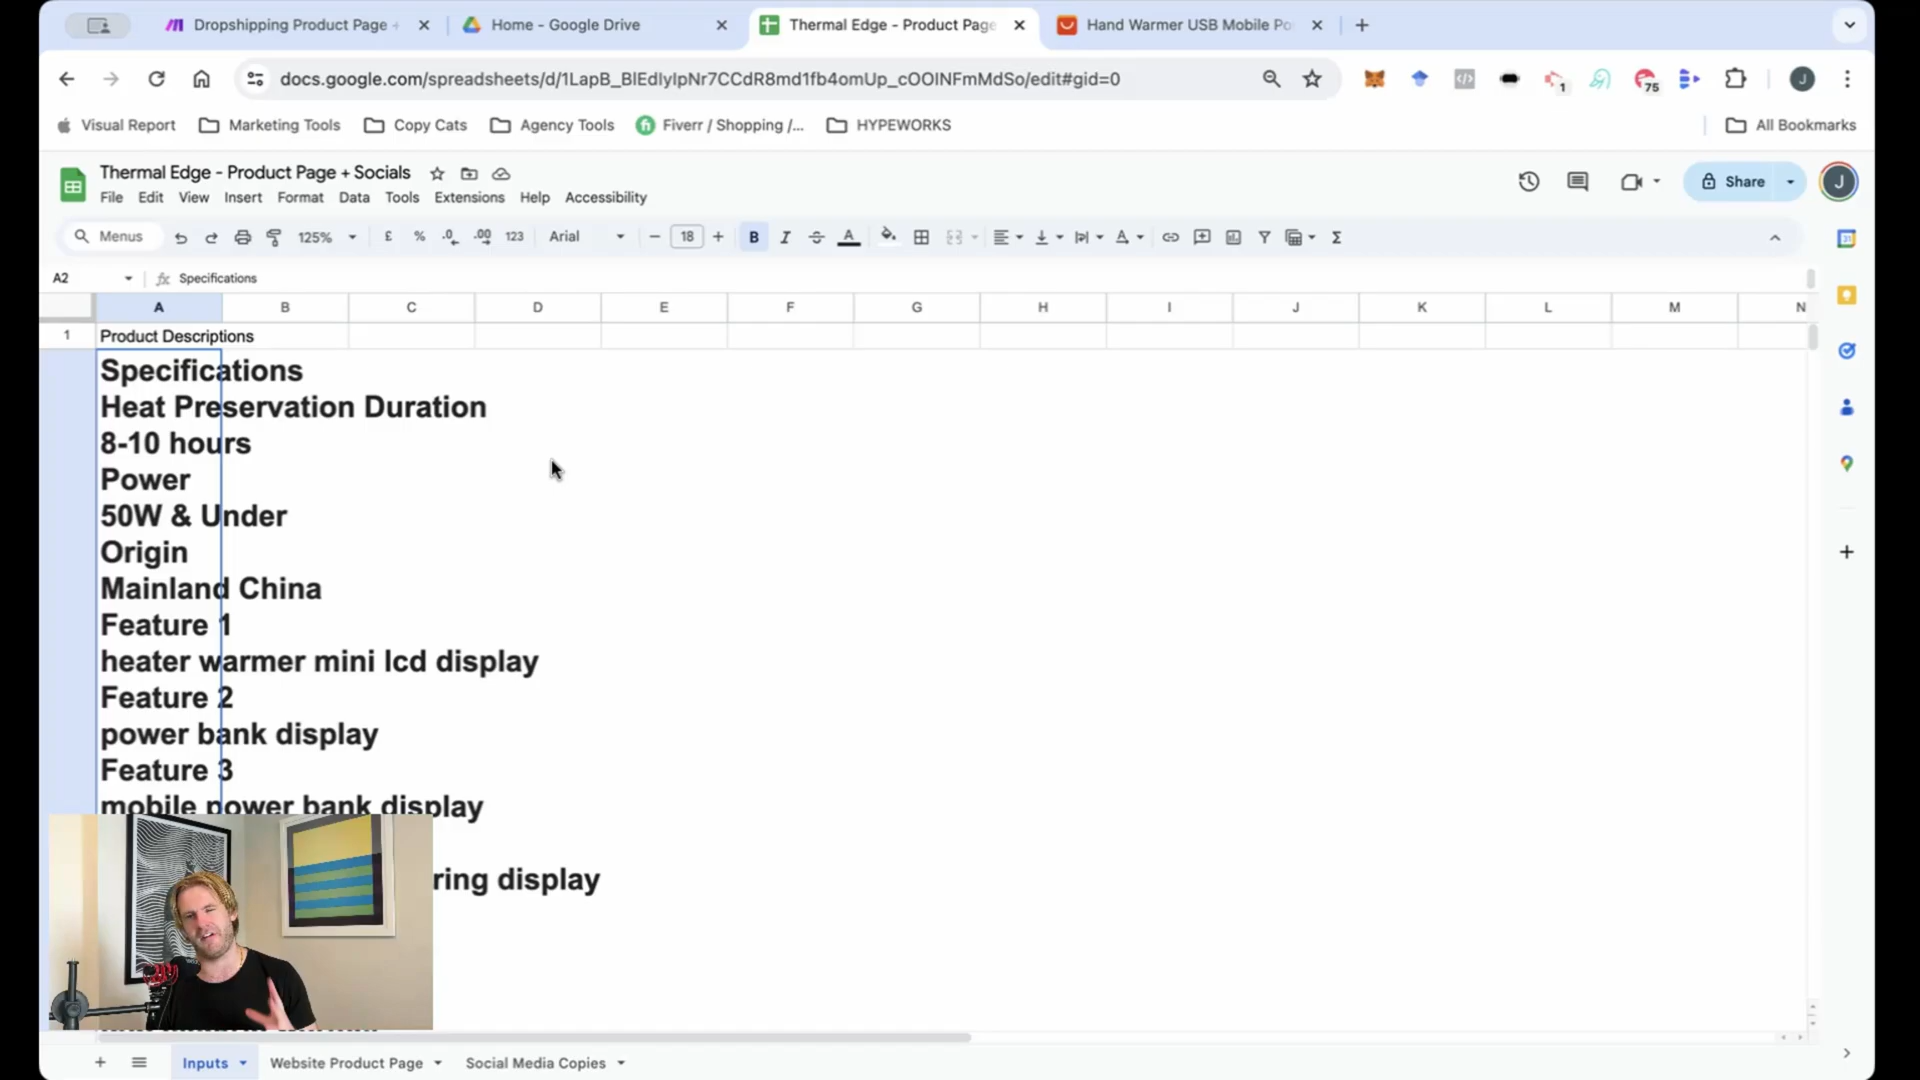 Dropshipping Product Page
Home - Google Drive
Thermal Edge - Product Page
Hand Warmer USB Mobile Po
docs.google.com/spreadsheets/d/1LapB_BlEdlyIpNr7CCdR8md1fb4omUp_cOOlNFmMdSo/edit#gid=0
1
75
J
Visual Report
Marketing Tools
Copy Cats
Agency Tools
Fiverr / Shopping /...
HYPEWORKS
All Bookmarks
Thermal Edge - Product Page + Socials
File Edit View Insert Format Data Tools Extensions Help Accessibility
Share
J
Menus
125%
£ % .0 .00 123
Arial
18
B I A
A2
Specifications
A B C D E F G H I J K L M N
1 Product Descriptions
Specifications
Heat Preservation Duration
8-10 hours
Power
50W & Under
Origin
Mainland China
Feature 1
heater warmer mini lcd display
Feature 2
power bank display
Feature 3
mobile power bank display
ring display
Inputs
Website Product Page
Social Media Copies